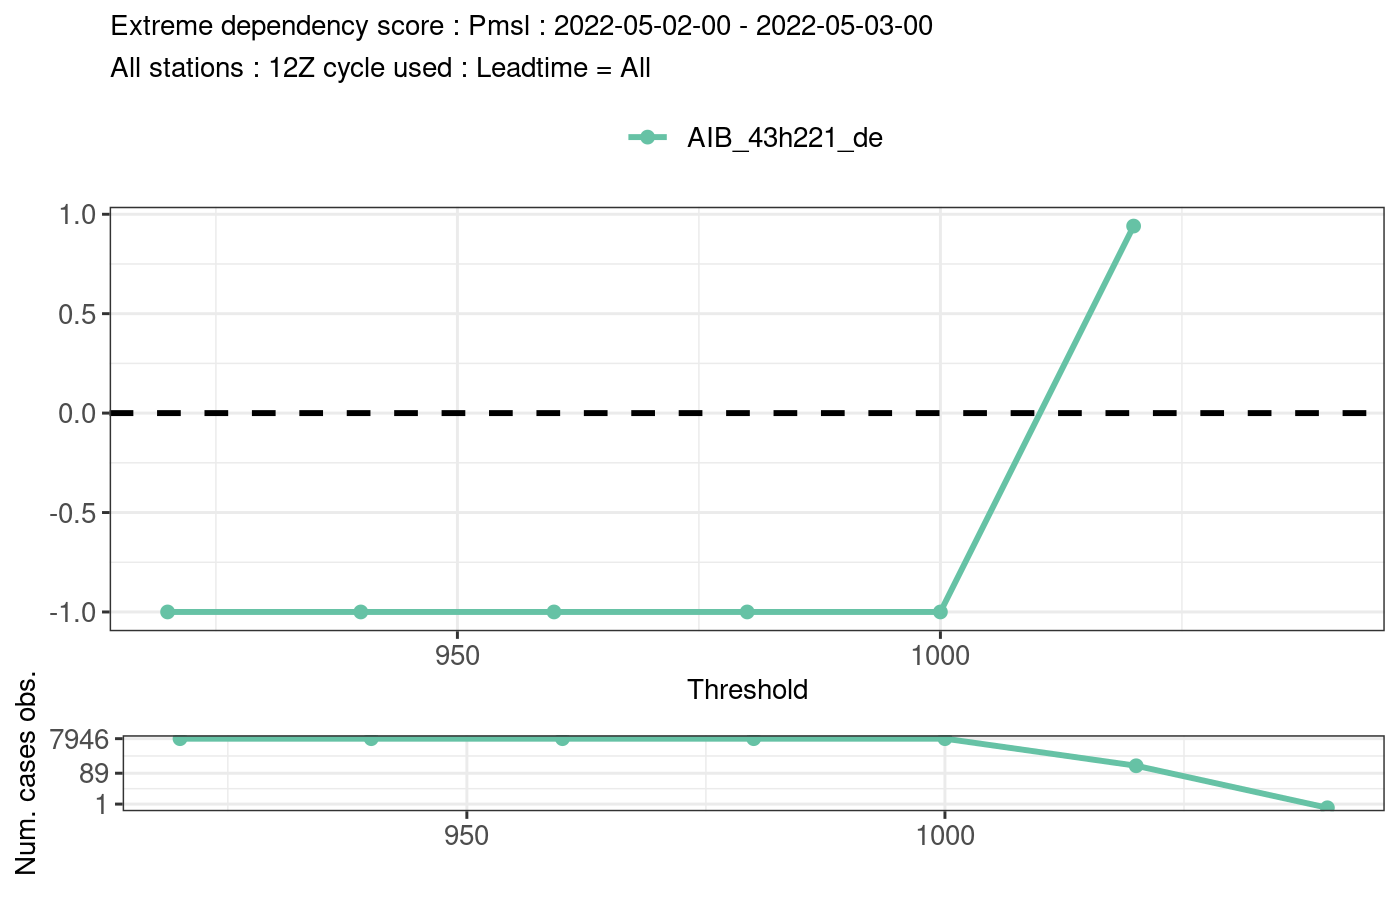 Extreme dependency score : Pmsl : 2022-05-02-00 - 2022-05-03-00
All stations : 12Z cycle used : Leadtime = All
AIB_43h221_de
1.0
0.5
0.0
-0.5
-1.0
950 1000
Threshold
Num. cases obs.
7946
89
1
950 1000